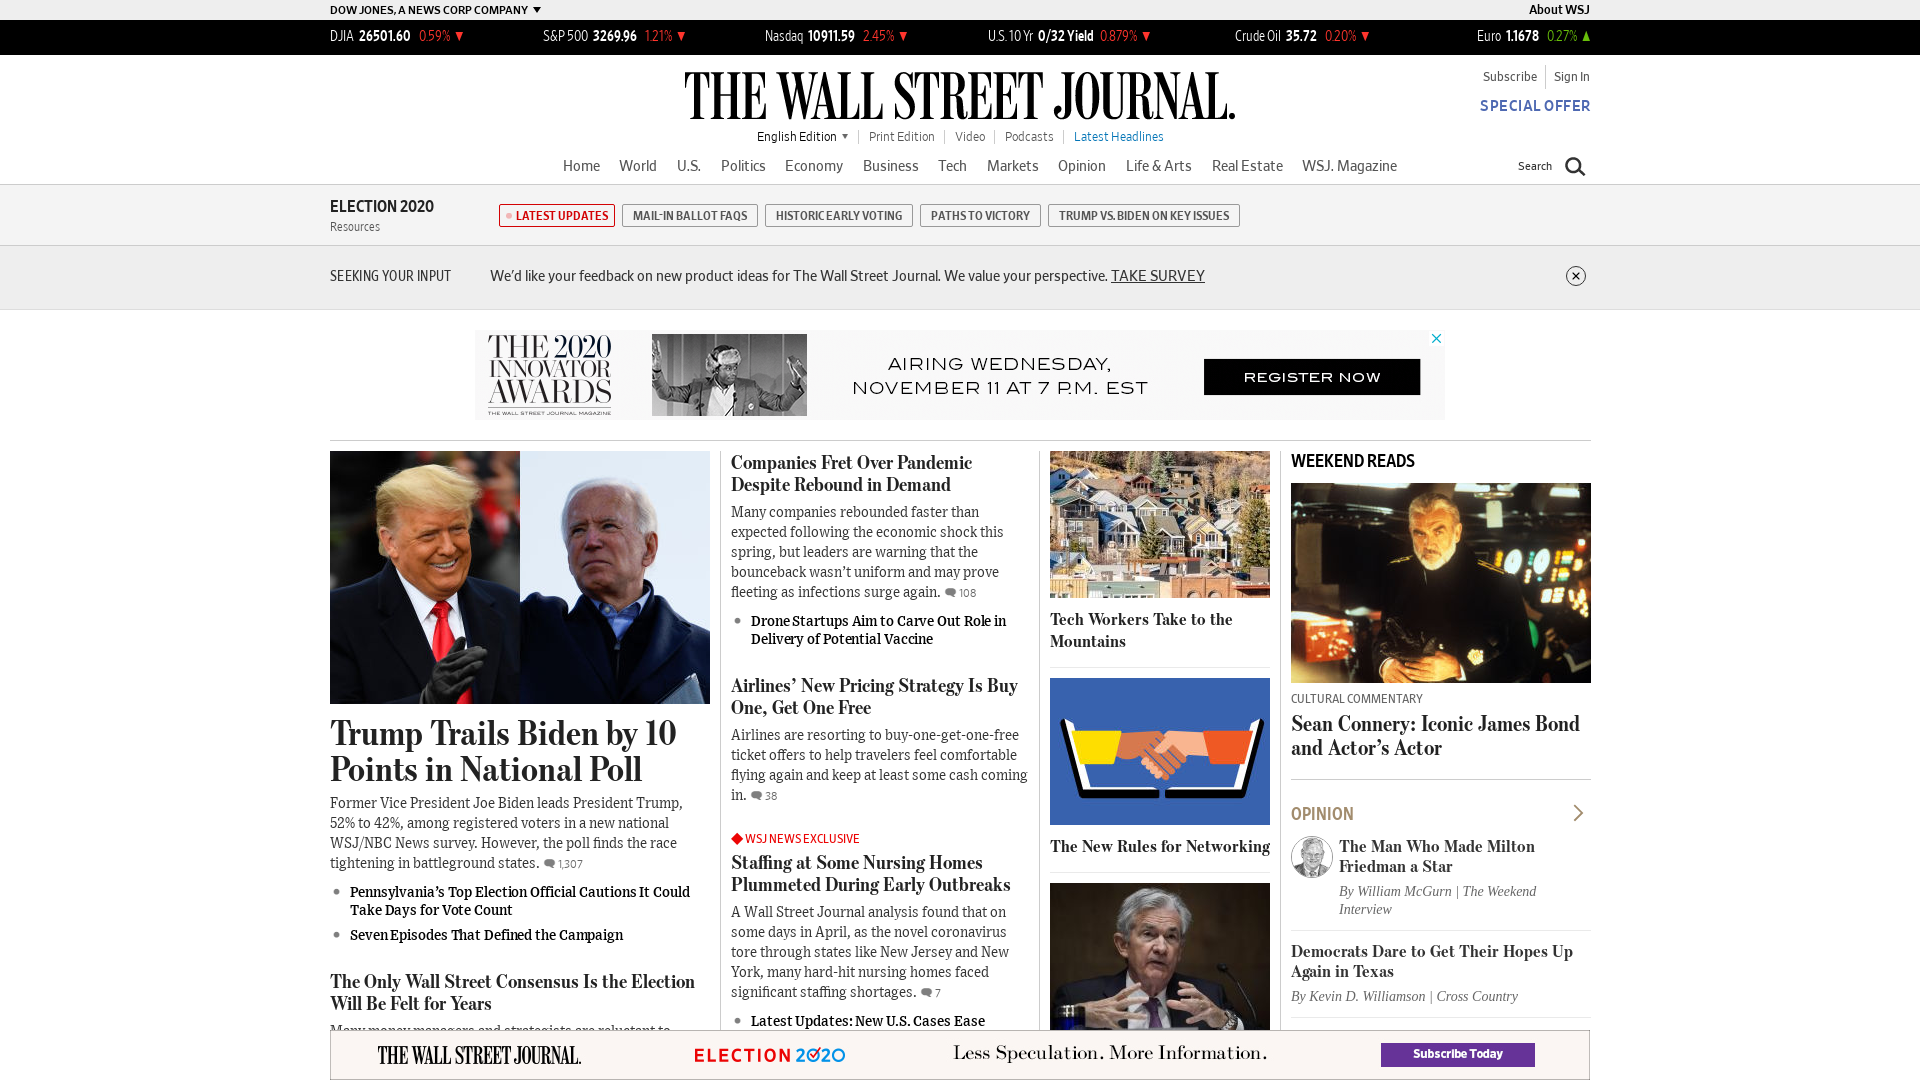 DOW JONES, A NEWS CORP COMPANY
About WSJ
DJIA 26501.60 0.59%
S&P 500 3269.96 1.21%
Nasdaq 10911.59 2.45%
U.S. 10 Yr 0/32 Yield 0.879%
Crude Oil 35.72 0.20%
Euro 1.1678 0.27%
THE WALL STREET JOURNAL.
Subscribe
Sign In
SPECIAL OFFER
English Edition
Print Edition
Video
Podcasts
Latest Headlines
Home
World
U.S.
Politics
Economy
Business
Tech
Markets
Opinion
Life & Arts
Real Estate
WSJ. Magazine
Search
ELECTION 2020
Resources
LATEST UPDATES
MAIL-IN BALLOT FAQS
HISTORIC EARLY VOTING
PATHS TO VICTORY
TRUMP VS. BIDEN ON KEY ISSUES
SEEKING YOUR INPUT
We’d like your feedback on new product ideas for The Wall Street Journal. We value your perspective. TAKE SURVEY
THE 2020
INNOVATOR
AWARDS
THE WALL STREET JOURNAL MAGAZINE
AIRING WEDNESDAY,
NOVEMBER 11 AT 7 P.M. EST
REGISTER NOW
Trump Trails Biden by 10
Points in National Poll
Former Vice President Joe Biden leads President Trump,
52% to 42%, among registered voters in a new national
WSJ/NBC News survey. However, the poll finds the race
tightening in battleground states. 1,307
Pennsylvania’s Top Election Official Cautions It Could
Take Days for Vote Count
Seven Episodes That Defined the Campaign
The Only Wall Street Consensus Is the Election
Will Be Felt for Years
Many money managers and strategists are reluctant to
Companies Fret Over Pandemic
Despite Rebound in Demand
Many companies rebounded faster than
expected following the economic shock this
spring, but leaders are warning that the
bounceback wasn’t uniform and may prove
fleeting as infections surge again. 108
Drone Startups Aim to Carve Out Role in
Delivery of Potential Vaccine
Airlines’ New Pricing Strategy Is Buy
One, Get One Free
Airlines are resorting to buy-one-get-one-free
ticket offers to help travelers feel comfortable
flying again and keep at least some cash coming
in. 38
WSJ NEWS EXCLUSIVE
Staffing at Some Nursing Homes
Plummeted During Early Outbreaks
A Wall Street Journal analysis found that on
some days in April, as the novel coronavirus
tore through states like New Jersey and New
York, many hard-hit nursing homes faced
significant staffing shortages. 7
Latest Updates: New U.S. Cases Ease
Tech Workers Take to the
Mountains
The New Rules for Networking
WEEKEND READS
CULTURAL COMMENTARY
Sean Connery: Iconic James Bond
and Actor’s Actor
OPINION
The Man Who Made Milton
Friedman a Star
By William McGurn | The Weekend
Interview
Democrats Dare to Get Their Hopes Up
Again in Texas
By Kevin D. Williamson | Cross Country
THE WALL STREET JOURNAL.
ELECTION 2020
Less Speculation. More Information.
Subscribe Today